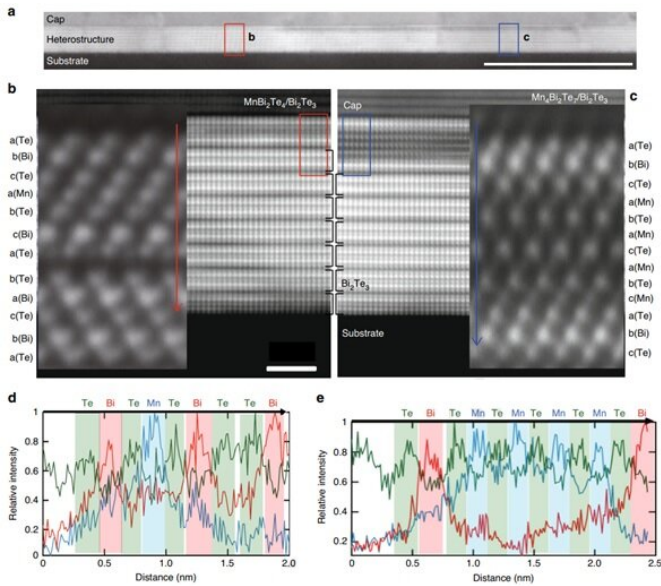 a
Cap
Heterostructure
Substrate
b
c
b
MnBi2Te4/Bi2Te3
Cap
Mn4Bi2Te7/Bi2Te3
c
a(Te)
b(Bi)
c(Te)
a(Mn)
b(Te)
c(Bi)
a(Te)
b(Te)
a(Bi)
c(Te)
b(Bi)
a(Te)
Bi2Te3
Substrate
a(Te)
b(Bi)
c(Te)
a(Mn)
b(Te)
a(Mn)
c(Te)
a(Mn)
b(Te)
c(Mn)
a(Te)
b(Bi)
c(Te)
d
Te Bi Te Mn Te Bi Te Te Bi
Relative intensity
1
0.8
0.6
0.4
0.2
0 0.5 1.0 1.5 2.0
Distance (nm)
e
Te Bi Te Mn Te Mn Te Mn Te Mn Te Bi
Relative intensity
1
0.8
0.6
0.4
0.2
0 0.5 1.0 1.5 2.0 2.5
Distance (nm)